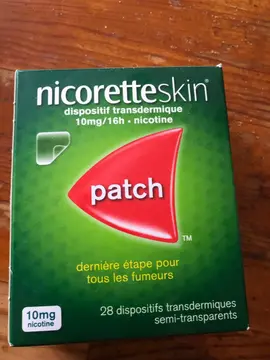 nicoretteskin®
dispositif transdermique
10mg/16h - nicotine
patch
TM
dernière étape pour
tous les fumeurs
10mg
nicotine
28 dispositifs transdermiques
semi-transparents